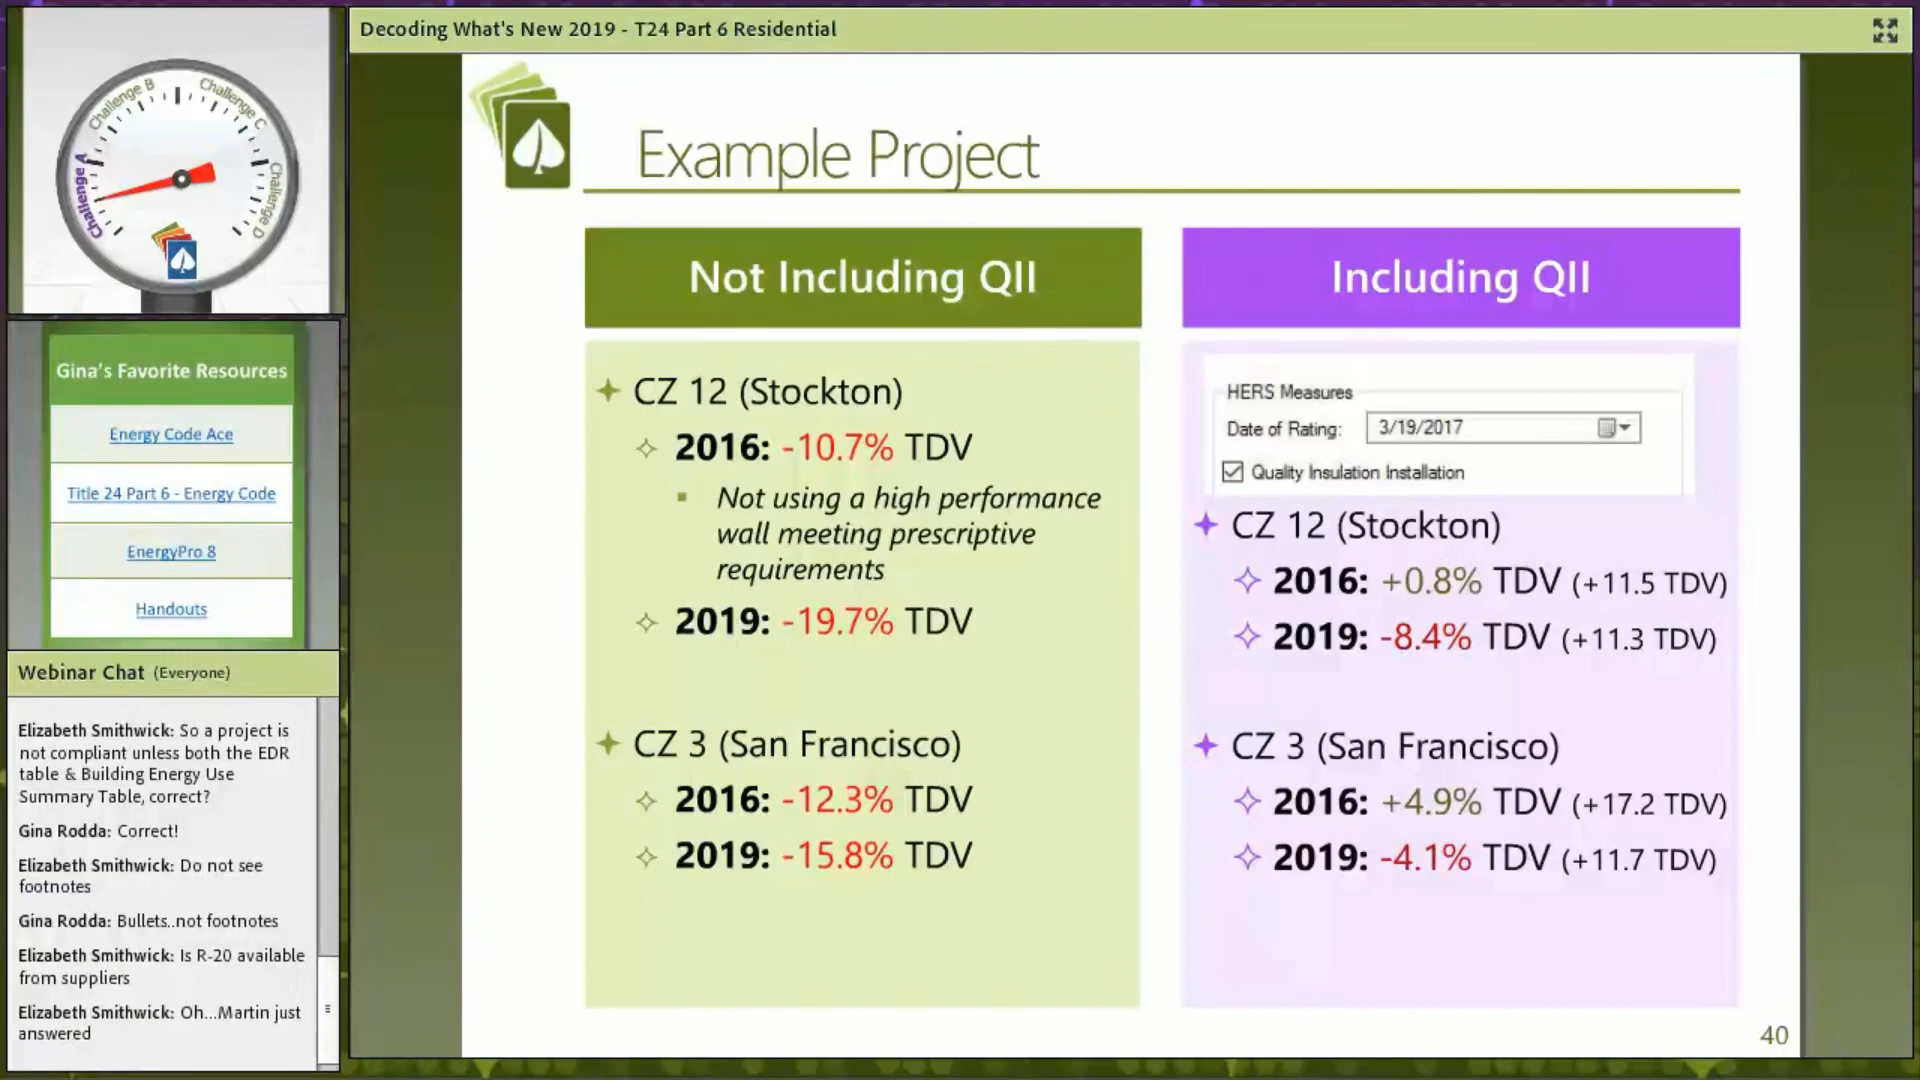 Decoding What's New 2019 - T24 Part 6 Residential
Challenge A
Challenge B
Challenge C
Challenge D
Gina's Favorite Resources
Energy Code Ace
Title 24 Part 6 - Energy Code
EnergyPro 8
Handouts
Webinar Chat (Everyone)
Elizabeth Smithwick: So a project is
not compliant unless both the EDR
table & Building Energy Use
Summary Table, correct?
Gina Rodda: Correct!
Elizabeth Smithwick: Do not see
footnotes
Gina Rodda: Bullets..not footnotes
Elizabeth Smithwick: Is R-20 available
from suppliers
Elizabeth Smithwick: Oh...Martin just
answered
Example Project
Not Including QII
CZ 12 (Stockton)
2016: -10.7% TDV
Not using a high performance
wall meeting prescriptive
requirements
2019: -19.7% TDV
CZ 3 (San Francisco)
2016: -12.3% TDV
2019: -15.8% TDV
Including QII
HERS Measures
Date of Rating: 3/19/2017
Quality Insulation Installation
CZ 12 (Stockton)
2016: +0.8% TDV (+11.5 TDV)
2019: -8.4% TDV (+11.3 TDV)
CZ 3 (San Francisco)
2016: +4.9% TDV (+17.2 TDV)
2019: -4.1% TDV (+11.7 TDV)
40